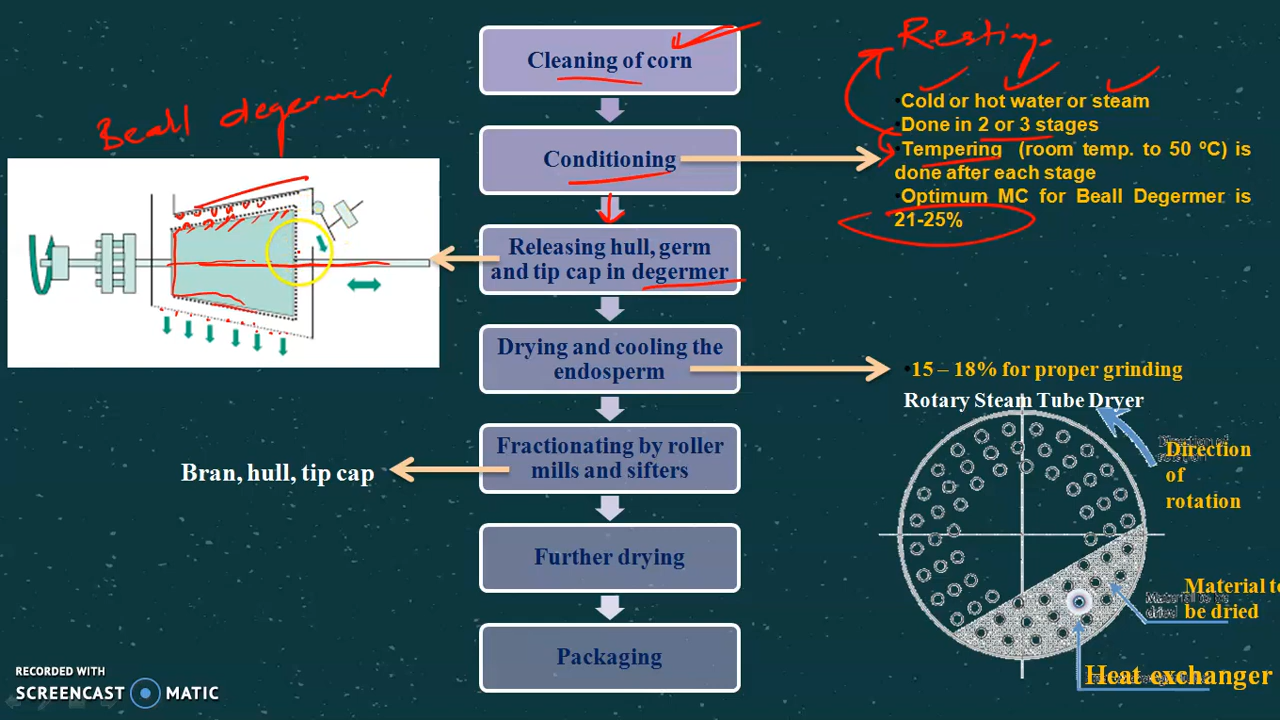 Resting
Cleaning of corn
Beall degermer
•Cold or hot water or steam
•Done in 2 or 3 stages
•Tempering (room temp. to 50 ºC) is
done after each stage
•Optimum MC for Beall Degermer is
21-25%
Conditioning
Releasing hull, germ
and tip cap in degermer
Drying and cooling the
endosperm
•15 – 18% for proper grinding
Rotary Steam Tube Dryer
Fractionating by roller
mills and sifters
Bran, hull, tip cap
Direction
of
rotation
Further drying
Material to
be dried
Heat exchanger
Packaging
RECORDED WITH
SCREENCAST MATIC